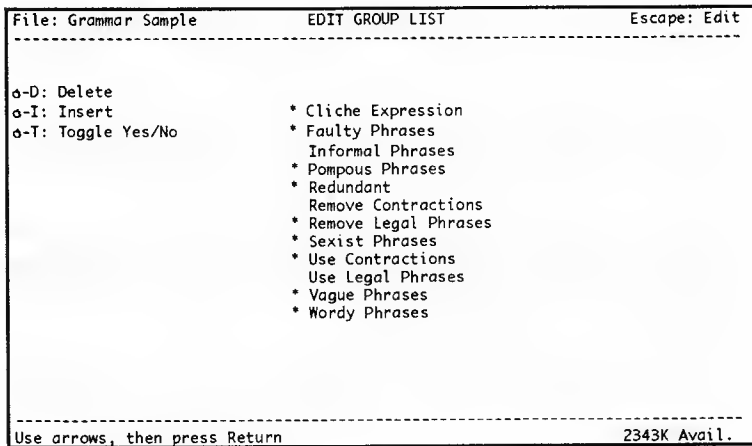 File: Grammar Sample EDIT GROUP LIST Escape: Edit
-D: Delete
-I: Insert * Cliche Expression
-T: Toggle Yes/No * Faulty Phrases
Informal Phrases
* Pompous Phrases
* Redundant
Remove Contractions
* Remove Legal Phrases
* Sexist Phrases
* Use Contractions
Use Legal Phrases
* Vague Phrases
* Wordy Phrases
Use arrows, then press Return 2343K Avail.